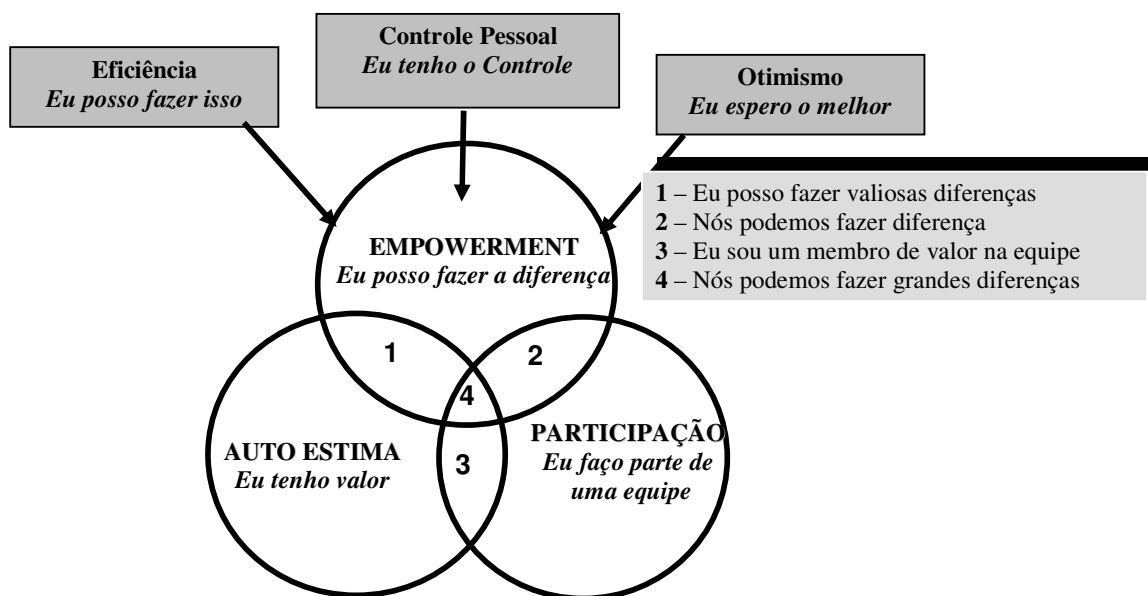 Controle Pessoal
Eu tenho o Controle
Eficiência
Eu posso fazer isso
Otimismo
Eu espero o melhor
1 – Eu posso fazer valiosas diferenças
2 – Nós podemos fazer diferença
3 – Eu sou um membro de valor na equipe
4 – Nós podemos fazer grandes diferenças
EMPOWERMENT
Eu posso fazer a diferença
1
2
4
3
AUTO ESTIMA
Eu tenho valor
PARTICIPAÇÃO
Eu faço parte de
uma equipe